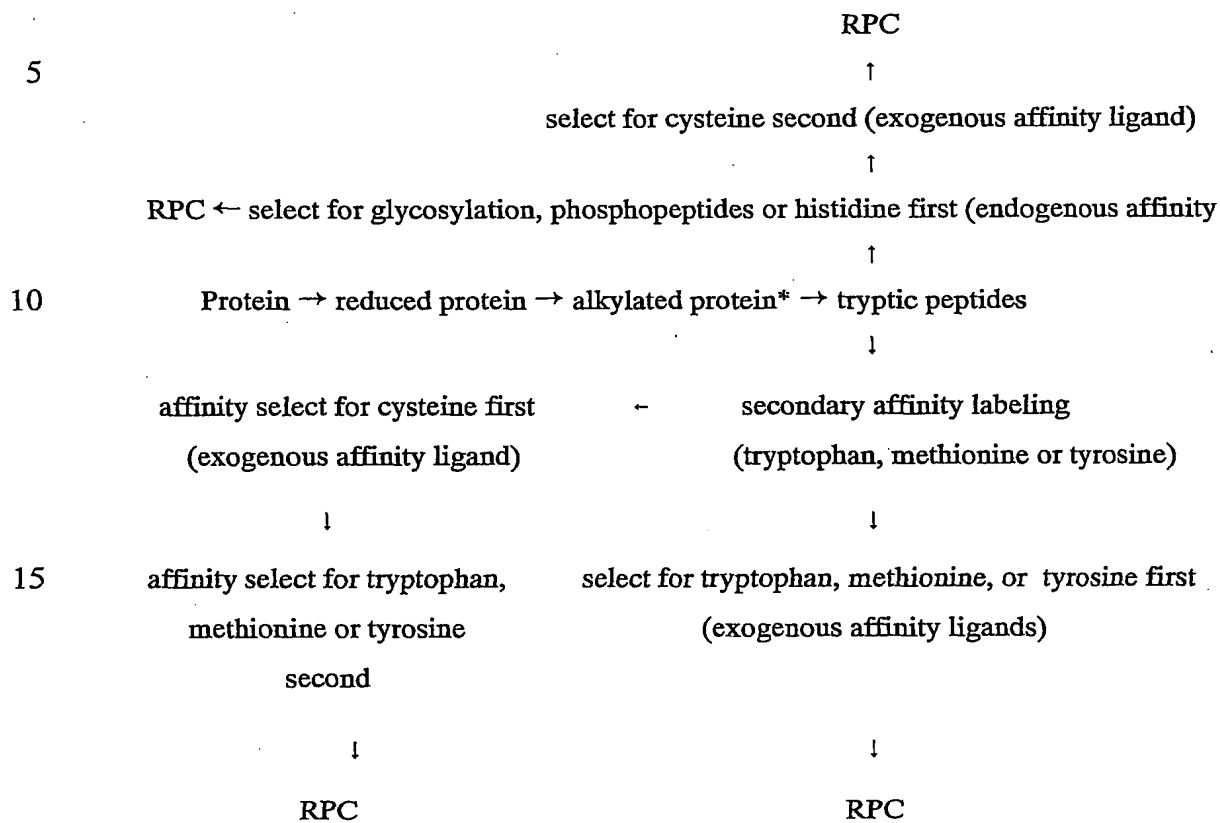 RPC
5 ↑
select for cysteine second (exogenous affinity ligand)
↑
RPC ← select for glycosylation, phosphopeptides or histidine first (endogenous affinity
↑
10 Protein → reduced protein → alkylated protein* → tryptic peptides
↓
affinity select for cysteine first ← secondary affinity labeling
(exogenous affinity ligand) (tryptophan, methionine or tyrosine)
↓ ↓
15 affinity select for tryptophan, select for tryptophan, methionine, or tyrosine first
methionine or tyrosine (exogenous affinity ligands)
second
↓ ↓
RPC RPC